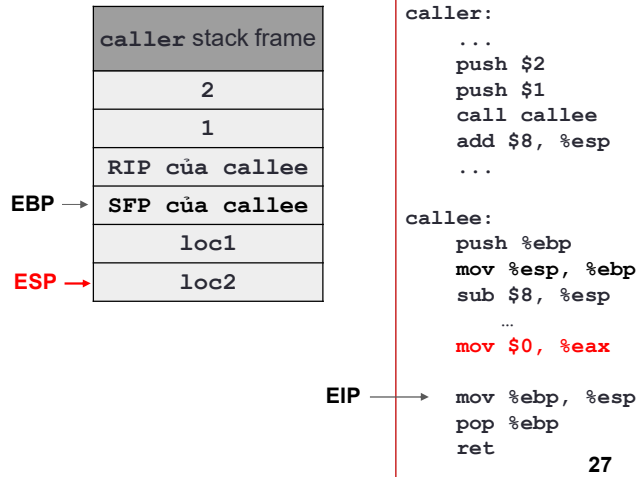 caller stack frame
2
1
RIP của callee
EBP
SFP của callee
loc1
ESP
loc2
caller:
...
push $2
push $1
call callee
add $8, %esp
...
callee:
push %ebp
mov %esp, %ebp
sub $8, %esp
…
mov $0, %eax
EIP
mov %ebp, %esp
pop %ebp
ret
27